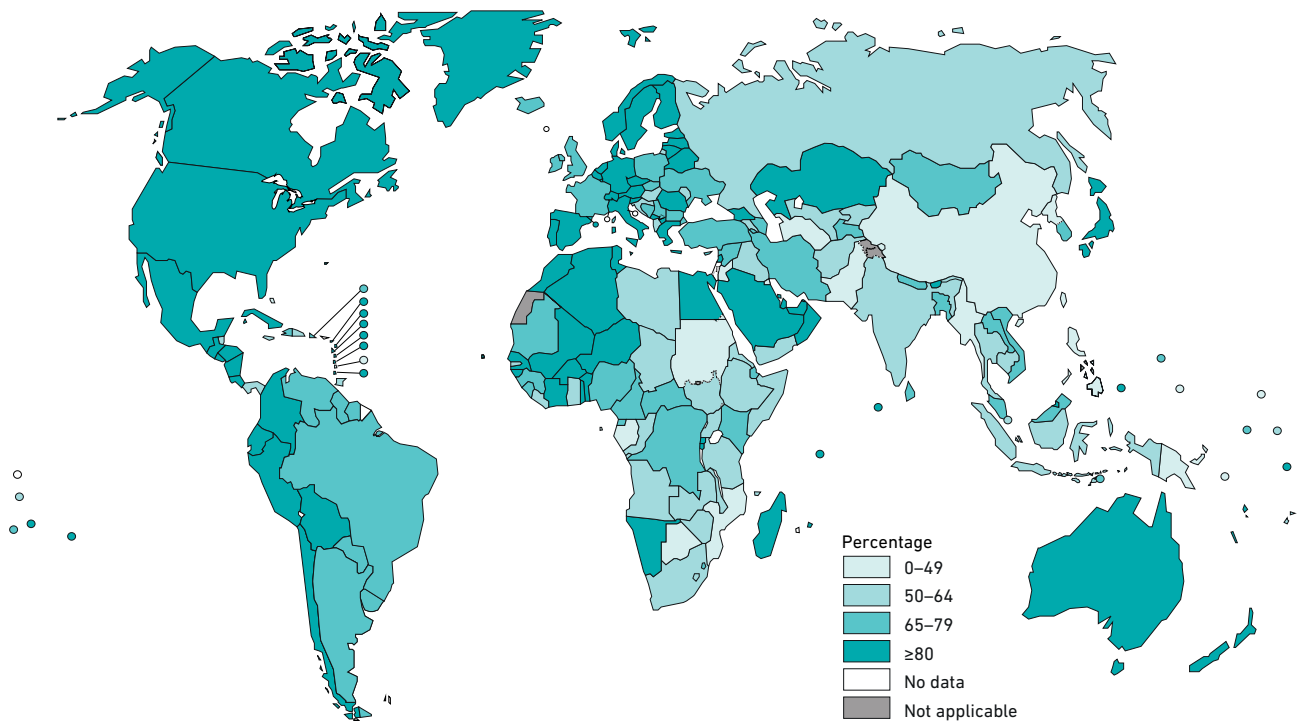 Percentage
0–49
50–64
65–79
≥80
No data
Not applicable